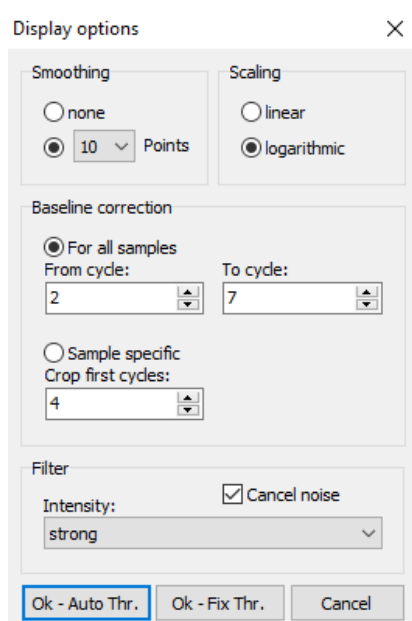 Display options
Smoothing
none
10 Points
Scaling
linear
logarithmic
Baseline correction
For all samples
From cycle: To cycle:
2 7
Sample specific
Crop first cycles:
4
Filter
Intensity: Cancel noise
strong
Ok - Auto Thr. Ok - Fix Thr. Cancel